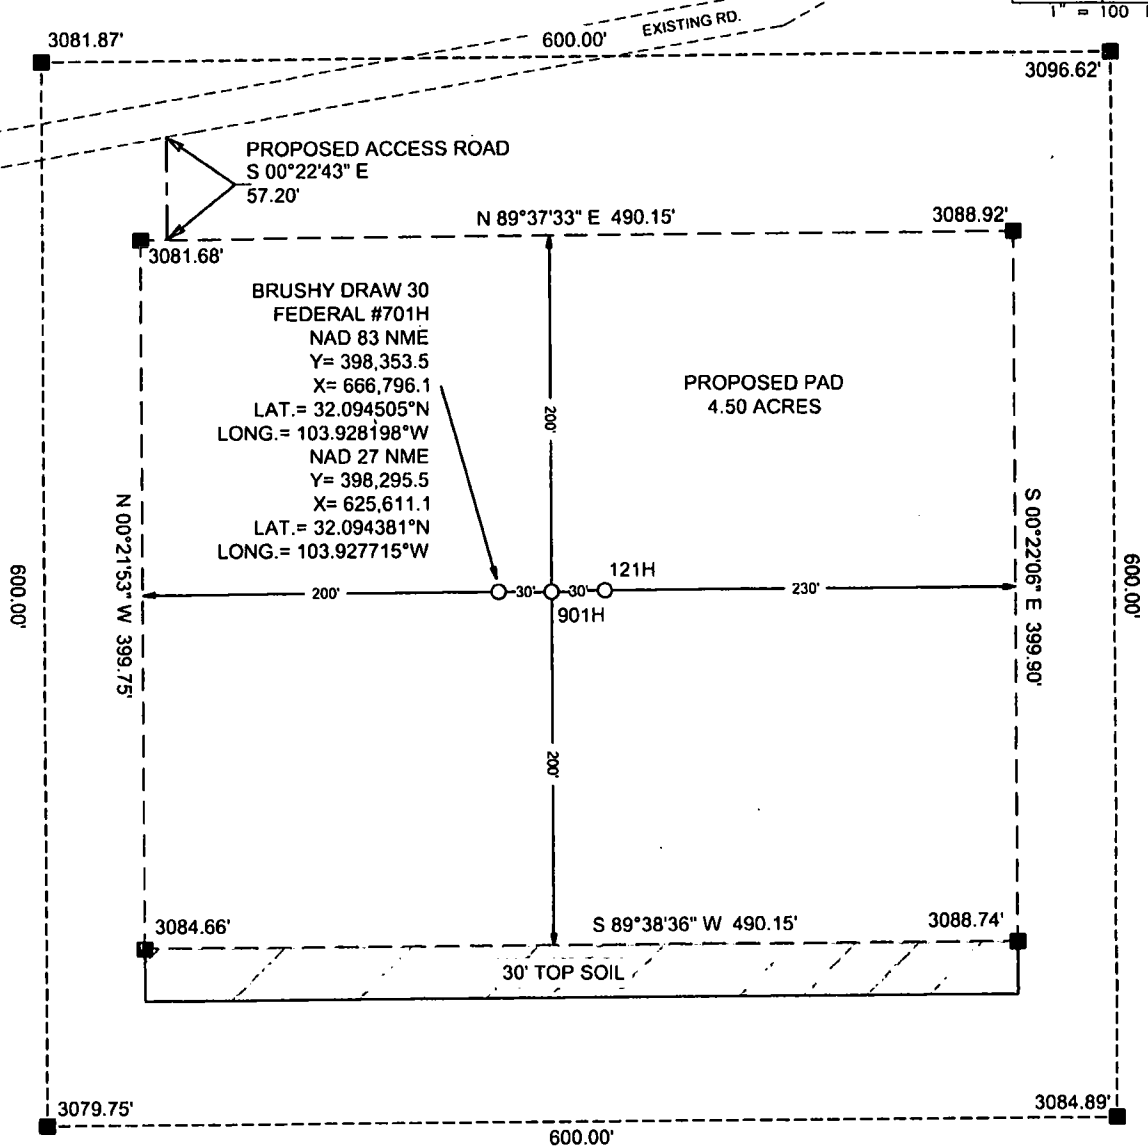 1" = 100
3081.87'
600.00'
EXISTING RD.
3096.62'
PROPOSED ACCESS ROAD
S 00°22'43" E
57.20'
N 89°37'33" E 490.15'
3088.92'
3081.68'
BRUSHY DRAW 30
FEDERAL #701H
NAD 83 NME
Y= 398,353.5
X= 666,796.1
LAT.= 32.094505°N
LONG.= 103.928198°W
NAD 27 NME
Y= 398,295.5
X= 625,611.1
LAT.= 32.094381°N
LONG.= 103.927715°W
PROPOSED PAD
4.50 ACRES
200'
600.00'
N 00°21'53" W 399.75'
200'
30'
30'
121H
901H
230'
S 00°22'06" E 399.90'
600.00'
200'
3084.66'
S 89°38'36" W 490.15'
3088.74'
30' TOP SOIL
3079.75'
3084.89'
600.00'